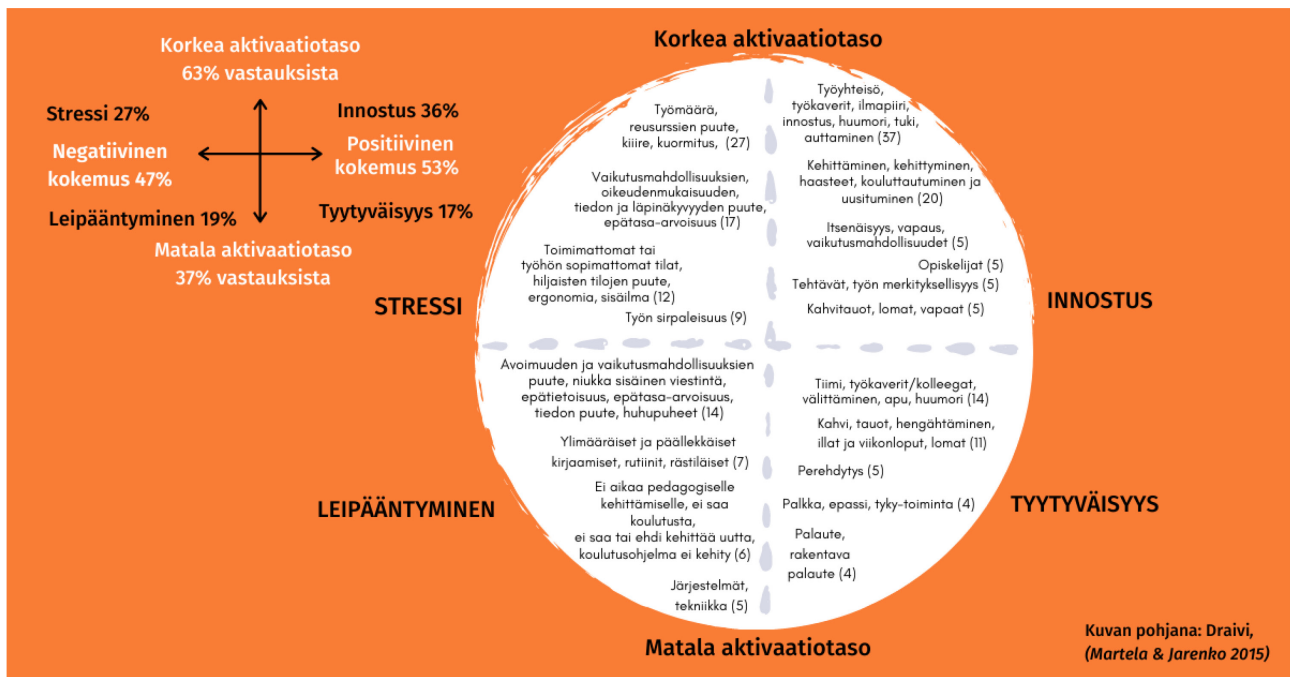 Korkea aktivaatiotaso
63% vastauksista
Stressi 27%
Innostus 36%
Negatiivinen
kokemus 47%
Positiivinen
kokemus 53%
Leipääntyminen 19%
Tyytyväisyys 17%
Matala aktivaatiotaso
37% vastauksista
Korkea aktivaatiotaso
STRESSI
Työmäärä,
reusurssien puute,
kiiire, kuormitus, (27)
Vaikutusmahdollisuuksien,
oikeudenmukaisuuden,
tiedon ja läpinäkyvyyden puute,
epätasa-arvoisuus (17)
Toimimattomat tai
työhön sopimattomat tilat,
hiljaisten tilojen puute,
ergonomia, sisäilma (12)
Työn sirpaleisuus (9)
Työyhteisö,
työkaverit, ilmapiiri,
innostus, huumori, tuki,
auttaminen (37)
Kehittäminen, kehittyminen,
haasteet, kouluttautuminen ja
uusituminen (20)
Itsenäisyys, vapaus,
vaikutusmahdollisuudet (5)
Opiskelijat (5)
Tehtävät, työn merkityksellisyys (5)
Kahvitauot, lomat, vapaat (5)
INNOSTUS
LEIPÄÄNTYMINEN
Avoimuuden ja vaikutusmahdollisuuksien
puute, niukka sisäinen viestintä,
epätietoisuus, epätasa-arvoisuus,
tiedon puute, huhupuheet (14)
Ylimääräiset ja päällekkäiset
kirjaamiset, rutiinit, rästiläiset (7)
Ei aikaa pedagogiselle
kehittämiselle, ei saa
koulutusta,
ei saa tai ehdi kehittää uutta,
koulutusohjelma ei kehity (6)
Järjestelmät,
tekniikka (5)
Tiimi, työkaverit/kolleegat,
välittäminen, apu, huumori (14)
Kahvi, tauot, hengähtäminen,
illat ja viikonloput, lomat (11)
Perehdytys (5)
Palkka, epassi, tyky-toiminta (4)
Palaute,
rakentava
palaute (4)
TYYTYVÄISYYS
Matala aktivaatiotaso
Kuvan pohjana: Draivi,
(Martela & Jarenko 2015)